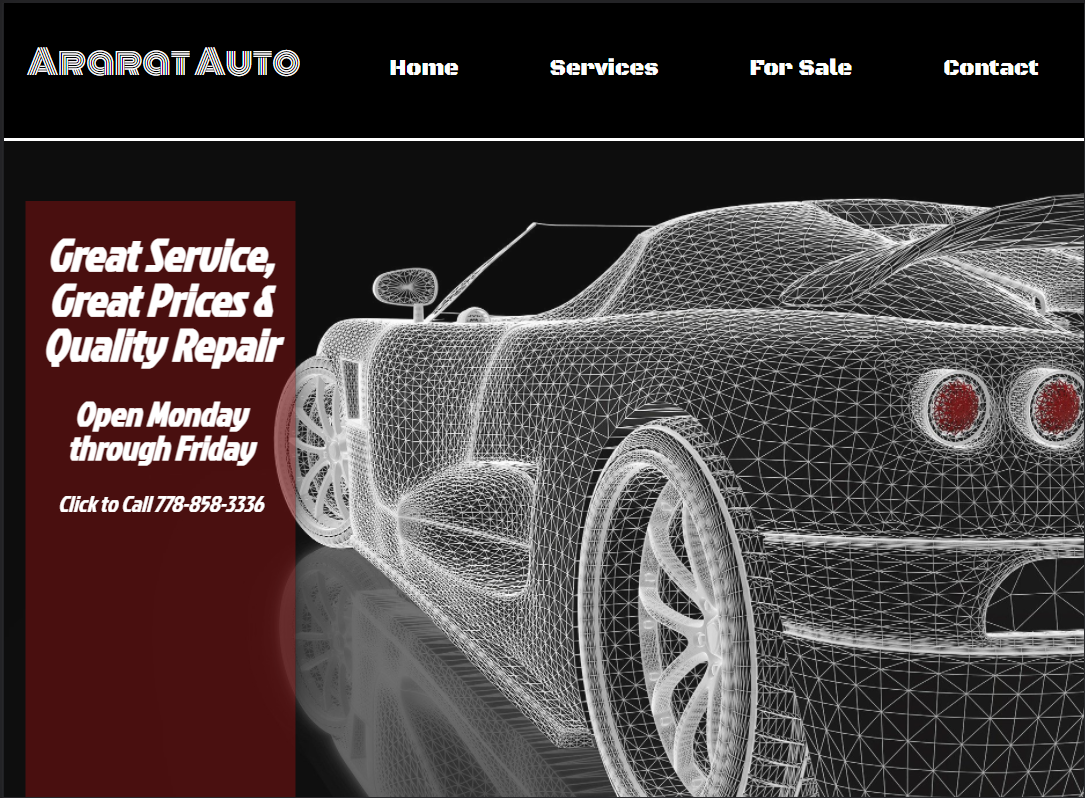 Ararat Auto
Home Services For Sale Contact
Great Service,
Great Prices &
Quality Repair
Open Monday
through Friday
Click to Call 778-858-3336